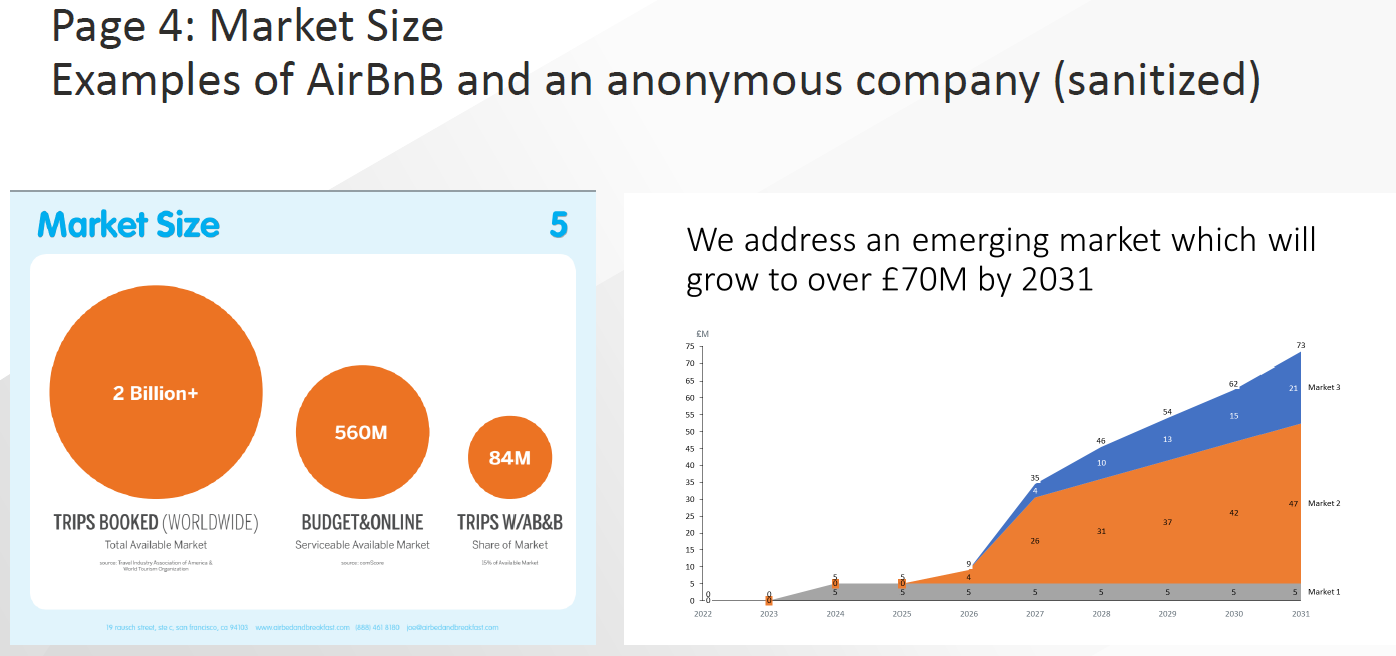 Page 4: Market Size
Examples of AirBnB and an anonymous company (sanitized)
Market Size
5
2 Billion+
560M
84M
TRIPS BOOKED (WORLDWIDE)
Total Available Market
source: Travel Industry Association of America &
World Tourism Organization
BUDGET&ONLINE
Serviceable Available Market
source: comScore
TRIPS W/AB&B
Share of Market
15% of Available Market
19 rausch street, ste c, san francisco, ca 94103 www.airbedandbreakfast.com (888) 461 6180 joe@airbedandbreakfast.com
We address an emerging market which will
grow to over £70M by 2031
£M
75
70
65
60
55
50
45
40
35
30
25
20
15
10
5
0
0
0
0
0
5
0
5
5
0
5
9
4
5
35
4
26
5
46
10
31
5
54
13
37
5
62
15
42
5
73
21
47
5
Market 3
Market 2
Market 1
2022
2023
2024
2025
2026
2027
2028
2029
2030
2031